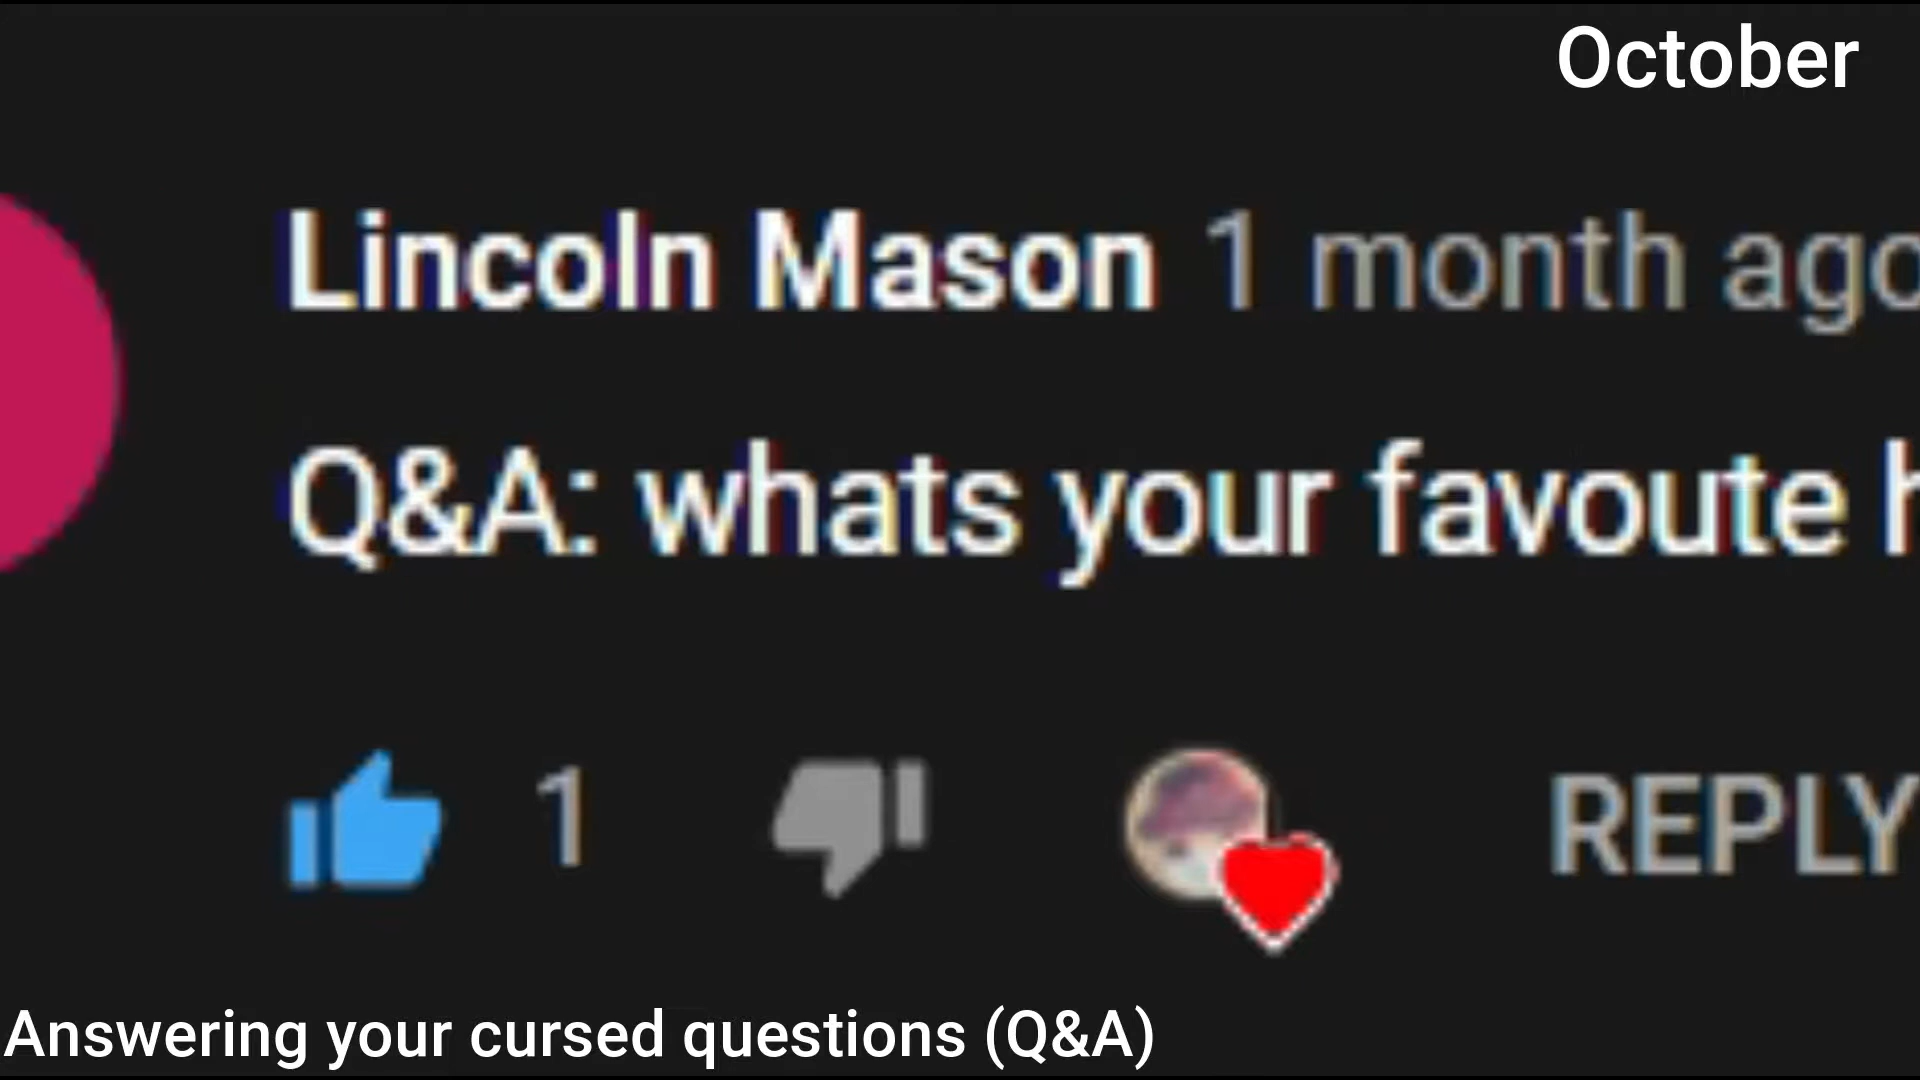 October
Lincoln Mason 1 month ago
Q&A: whats your favoute
1 REPLY
Answering your cursed questions (Q&A)